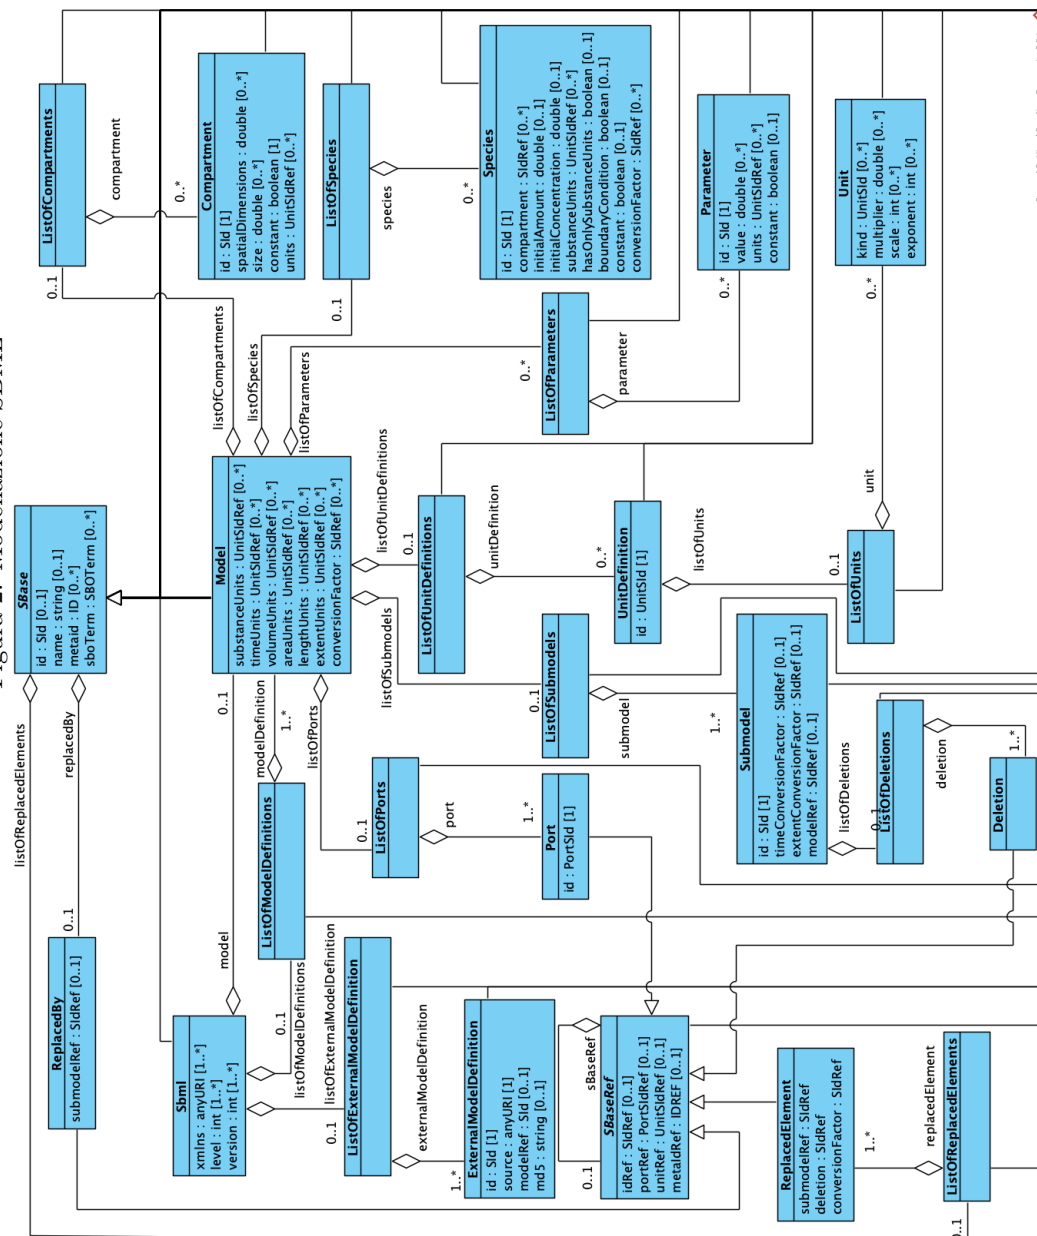 SBase
id : SId [0..1]
name : string [0..1]
metaid : ID [0..*]
sboTerm : SBOTerm [0..*]
listOfReplacedElements
replacedBy
0..1
ReplacedBy
submodelRef : SIdRef [0..1]
ListOfCompartments
0..1
compartment
0..*
Compartment
id : SId [1]
spatialDimensions : double [0..*]
size : double [0..*]
constant : boolean [1]
units : UnitSIdRef [0..*]
ListOfSpecies
0..1
species
0..*
Species
id : SId [1]
compartment : SIdRef [0..*]
initialAmount : double [0..1]
initialConcentration : double [0..1]
substanceUnits : UnitSIdRef [0..*]
hasOnlySubstanceUnits : boolean [0..1]
boundaryCondition : boolean [0..1]
constant : boolean [0..1]
conversionFactor : SIdRef [0..*]
Model
substanceUnits : UnitSIdRef [0..*]
timeUnits : UnitSIdRef [0..*]
volumeUnits : UnitSIdRef [0..*]
areaUnits : UnitSIdRef [0..*]
lengthUnits : UnitSIdRef [0..*]
extentUnits : UnitSIdRef [0..*]
conversionFactor : SIdRef [0..*]
listOfCompartments
listOfSpecies
listOfParameters
listOfUnitDefinitions
listOfSubmodels
listOfPorts
modelDefinition
1..*
0..1
model
Sbml
xmlns : anyURI [1..*]
level : int [1..*]
version : int [1..*]
ListOfModelDefinitions
0..1
listOfModelDefinitions
listOfExternalModelDefinition
0..1
ListOfExternalModelDefinition
externalModelDefinition
1..*
ExternalModelDefinition
id : SId [1]
source : anyURI [1]
modelRef : SId [0..1]
md5 : string [0..1]
0..1
ListOfPorts
port
1..*
Port
id : PortSId [1]
0..1
ListOfUnitDefinitions
unitDefinition
0..*
UnitDefinition
id : UnitSId [1]
listOfUnits
0..1
ListOfUnits
unit
0..*
Unit
kind : UnitSId [0..*]
multiplier : double [0..*]
scale : int [0..*]
exponent : int [0..*]
0..*
ListOfParameters
parameter
0..*
Parameter
id : SId [1]
value : double [0..*]
units : UnitSIdRef [0..*]
constant : boolean [0..1]
0..1
ListOfSubmodels
submodel
1..*
Submodel
id : SId [1]
timeConversionFactor : SIdRef [0..1]
extentConversionFactor : SIdRef [0..1]
modelRef : SIdRef [0..1]
listOfDeletions
0..1
ListOfDeletions
deletion
1..*
Deletion
sBaseRef
0..1
SBaseRef
idRef : SIdRef [0..1]
portRef : PortSIdRef [0..1]
unitRef : UnitSIdRef [0..1]
metaIdRef : IDREF [0..1]
ReplacedElement
submodelRef : SIdRef
deletion : SIdRef
conversionFactor : SIdRef
1..*
replacedElement
ListOfReplacedElements